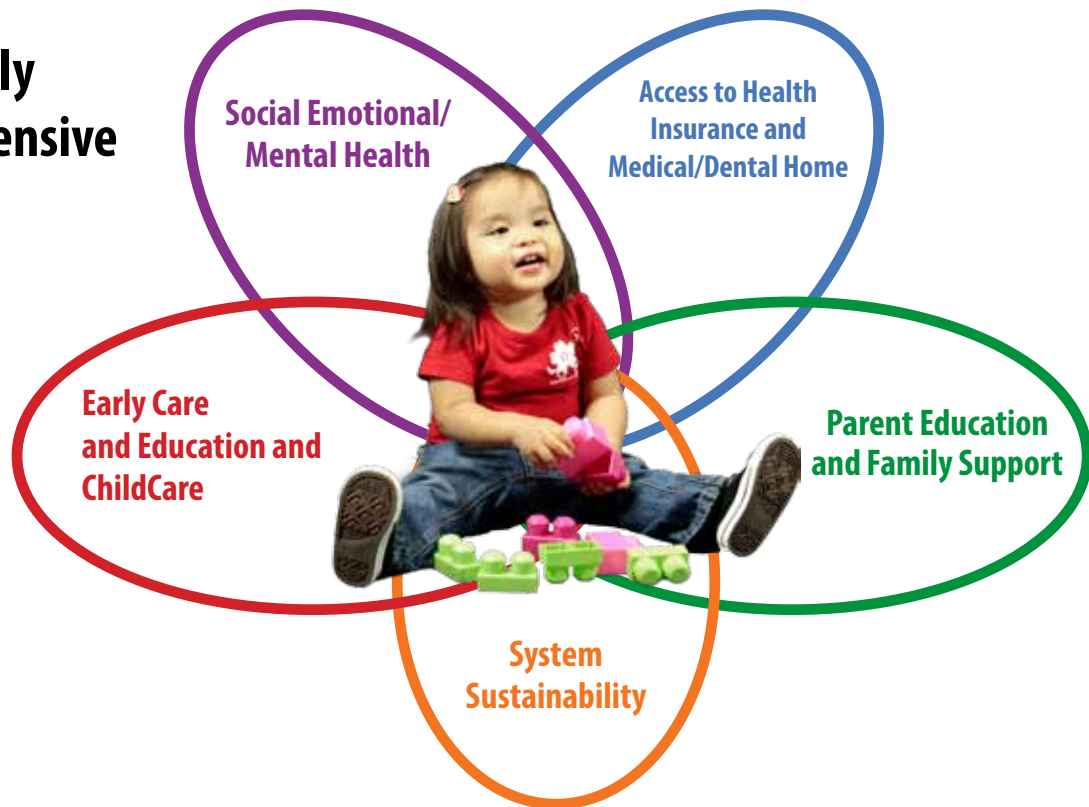 ly
ensive
Social Emotional/
Mental Health
Access to Health
Insurance and
Medical/Dental Home
Early Care
and Education and
ChildCare
Parent Education
and Family Support
System
Sustainability